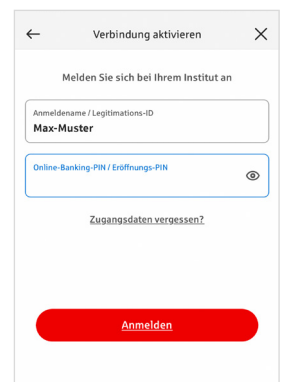 Verbindung aktivieren
Melden Sie sich bei Ihrem Institut an
Anmeldename / Legitimations-ID
Max-Muster
Online-Banking-PIN / Eröffnungs-PIN
Zugangsdaten vergessen?
Anmelden